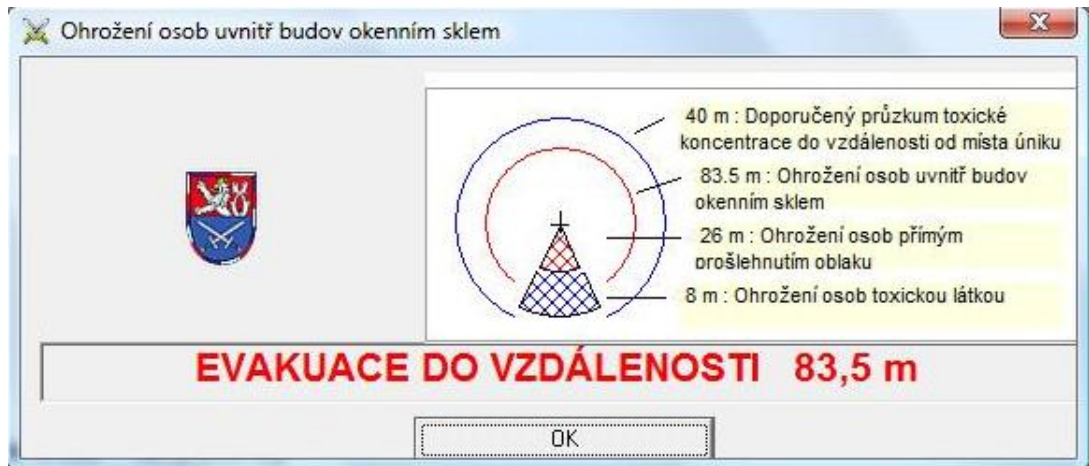 Ohrožení osob uvnitř budov okenním sklem
40 m : Doporučený průzkum toxické
koncentrace do vzdálenosti od místa úniku
83.5 m : Ohrožení osob uvnitř budov
okenním sklem
26 m : Ohrožení osob přímým
prošlehnutím oblaku
8 m : Ohrožení osob toxickou látkou
EVAKUACE DO VZDÁLENOSTI 83,5 m
OK